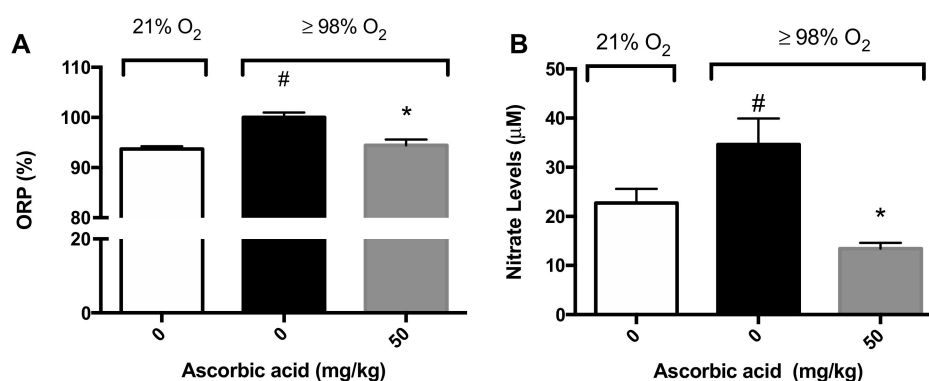 A
21% O2
≥ 98% O2
110
100
90
80
20
0
ORP (%)
#
*
0
0
50
Ascorbic acid (mg/kg)
B
21% O2
≥ 98% O2
50
40
30
20
10
0
Nitrate Levels (μM)
#
*
0
0
50
Ascorbic acid (mg/kg)